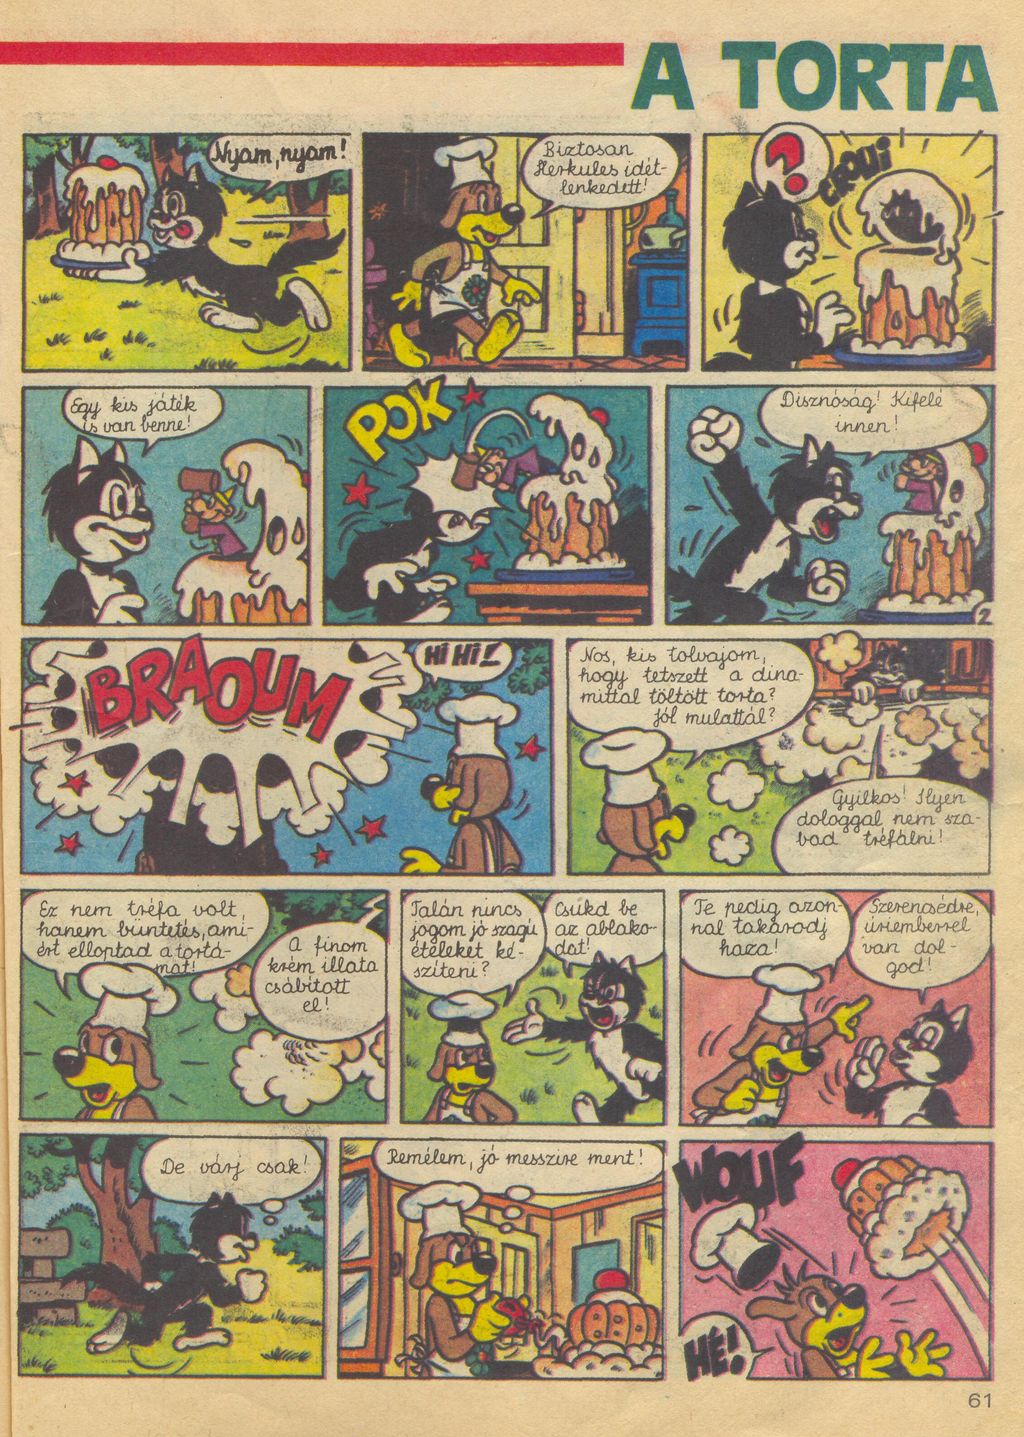 A TORTA
Nyam, nyam!
Biztosan
Herkules idét-
lenkedett!
?
CROUI
Egy kis játék
is van benne!
POK
Disznóság! Kifelé
innen!
2
BRAOUM
HI HI!
Nos, kis tolvajom,
hogy tetszett a dina-
mittal töltött torta?
jól mulattál?
Gyilkos! Ilyen
dologgal nem sza-
bad tréfálni!
Ez nem tréfa volt,
hanem büntetés, ami-
ért elloptad a tortá-
mat!
A finom
krém illata
csábított
el!
Talán nincs
jogom jó szagú
ételeket ké-
szíteni?
Csukd be
az ablako-
dat!
Te pedig azon-
nal takarodj
haza!
Szerencsédre,
úriemberrel
van dol-
god!
De várj csak!
Remélem, jó messzire ment!
WOUF
HÉ!
61